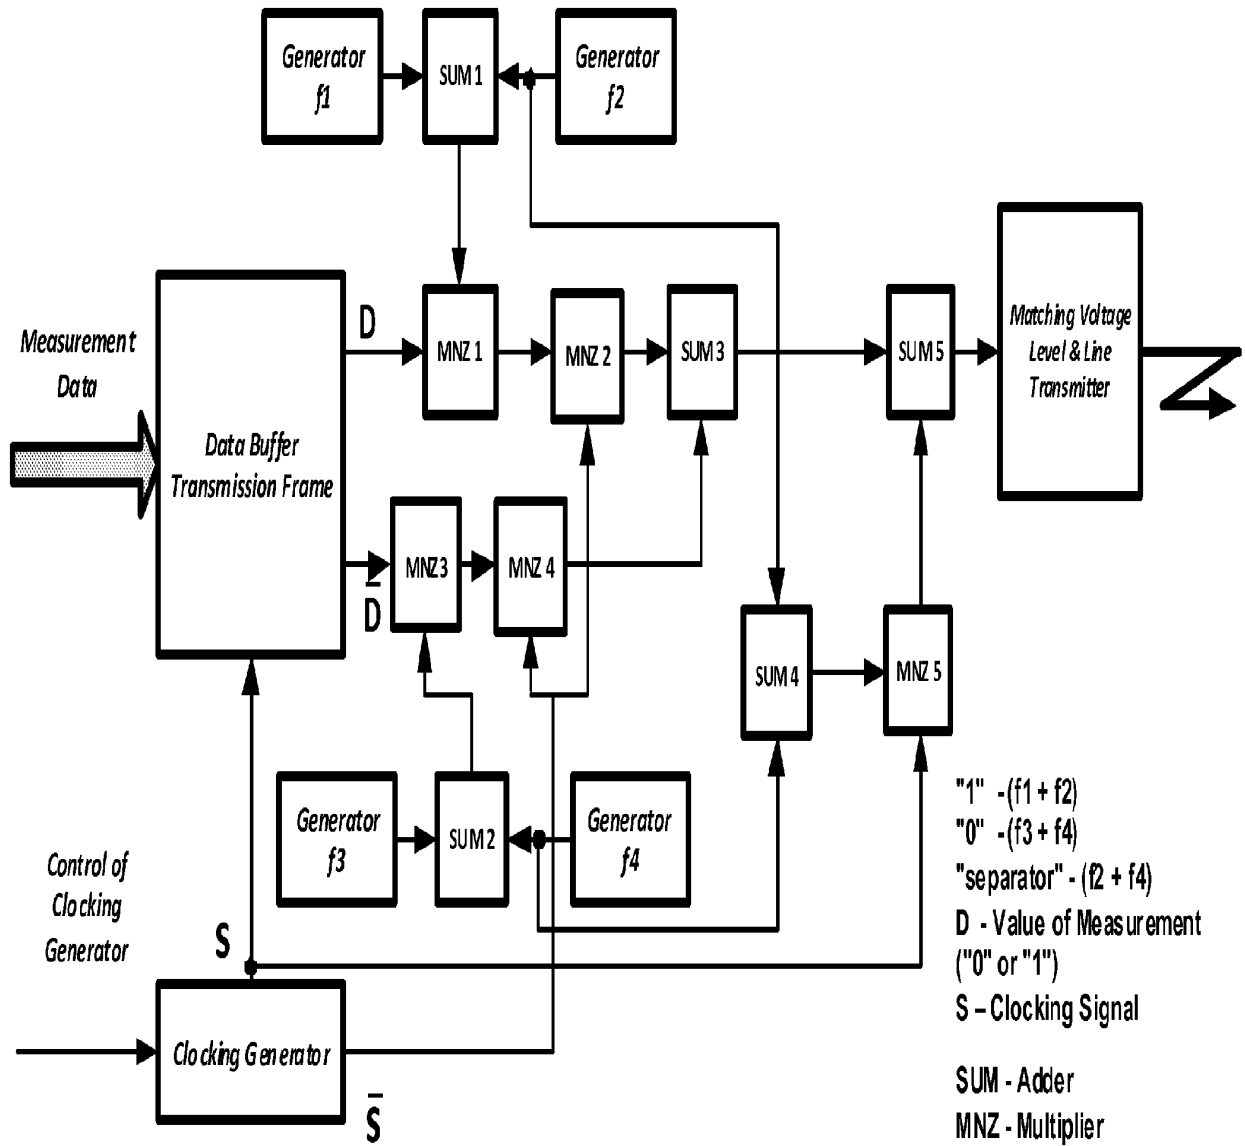 Generator
f1
SUM 1
Generator
f2
Measurement
Data
D
MNZ 1
MNZ 2
SUM 3
SUM 5
Matching Voltage
Level & Line
Transmitter
Data Buffer
Transmission Frame
D̅
MNZ 3
MNZ 4
SUM 4
MNZ 5
Generator
f3
SUM 2
Generator
f4
Control of
Clocking
Generator
S
Clocking Generator
S̅
"1" - (f1 + f2)
"0" - (f3 + f4)
"separator" - (f2 + f4)
D - Value of Measurement
("0" or "1")
S – Clocking Signal
SUM - Adder
MNZ - Multiplier